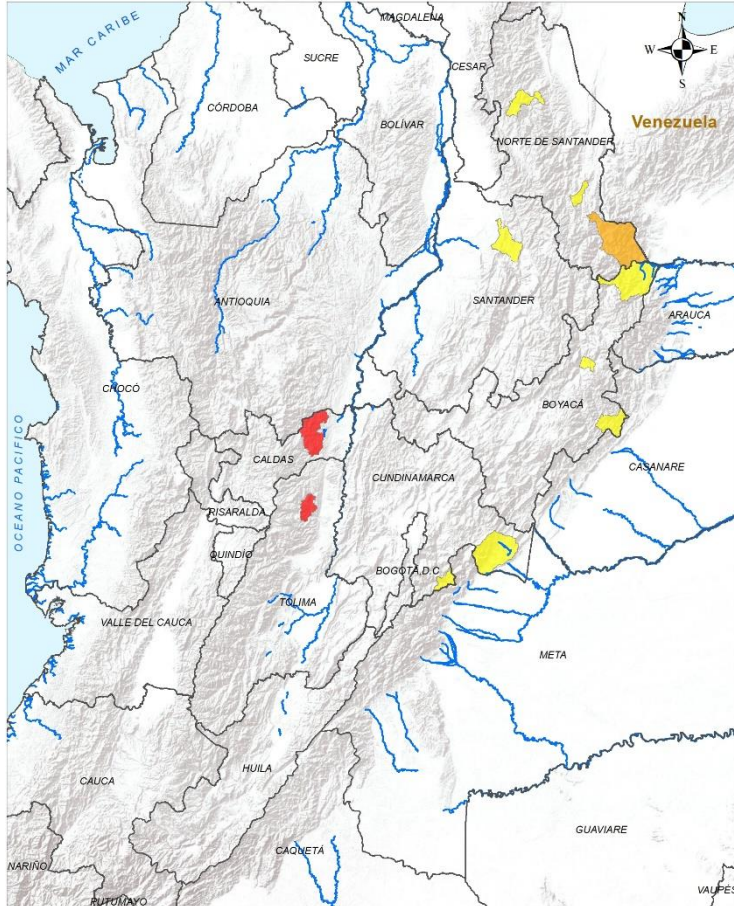 MAGDALENA
N
MAR CARIBE
W
E
SUCRE
CESAR
S
CÓRDOBA
BOLÍVAR
Venezuela
NORTE DE SANTANDER
ANTIOQUIA
SANTANDER
ARAUCA
CHOCÓ
BOYACÁ
OCEANO PACIFICO
CALDAS
CUNDINAMARCA
CASANARE
RISARALDA
QUINDÍO
BOGOTÁ, D.C
TOLIMA
VALLE DEL CAUCA
META
HUILA
CAUCA
GUAVIARE
CAQUETÁ
NARIÑO
VAUPÉS
PUTUMAYO